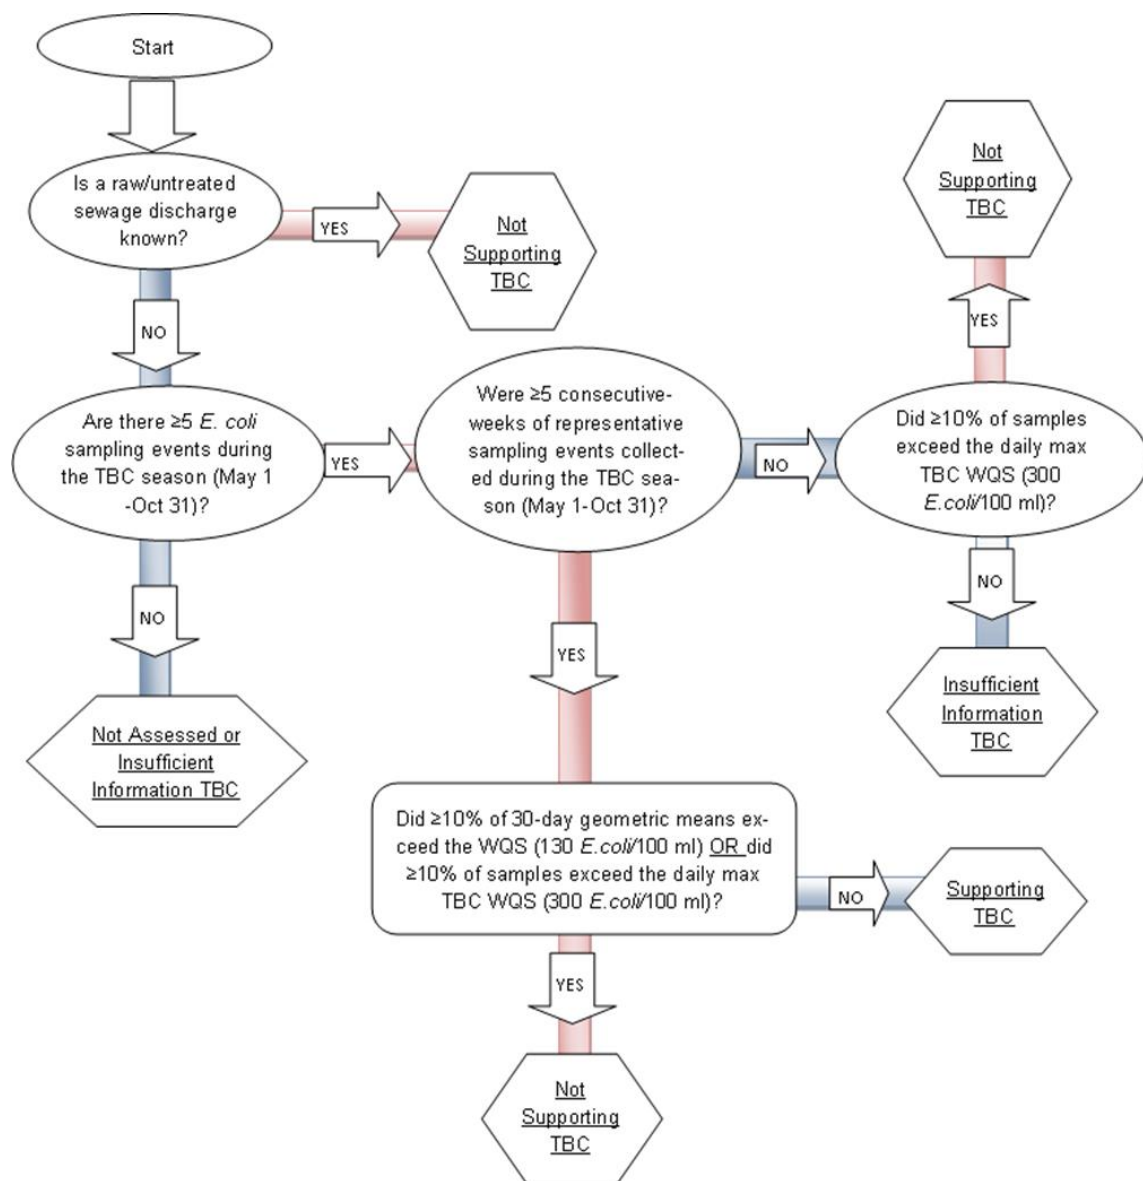 Start
Is a raw/untreated
sewage discharge
known?
YES
Not
Supporting
TBC
NO
Are there ≥5 E. coli
sampling events during
the TBC season (May 1
-Oct 31)?
YES
Were ≥5 consecutive-
weeks of representative
sampling events collect-
ed during the TBC sea-
son (May 1-Oct 31)?
NO
Did ≥10% of samples
exceed the daily max
TBC WQS (300
E.coli/100 ml)?
YES
Not
Supporting
TBC
NO
Insufficient
Information
TBC
NO
Not Assessed or
Insufficient
Information TBC
YES
Did ≥10% of 30-day geometric means ex-
ceed the WQS (130 E.coli/100 ml) OR did
≥10% of samples exceed the daily max
TBC WQS (300 E.coli/100 ml)?
NO
Supporting
TBC
YES
Not
Supporting
TBC